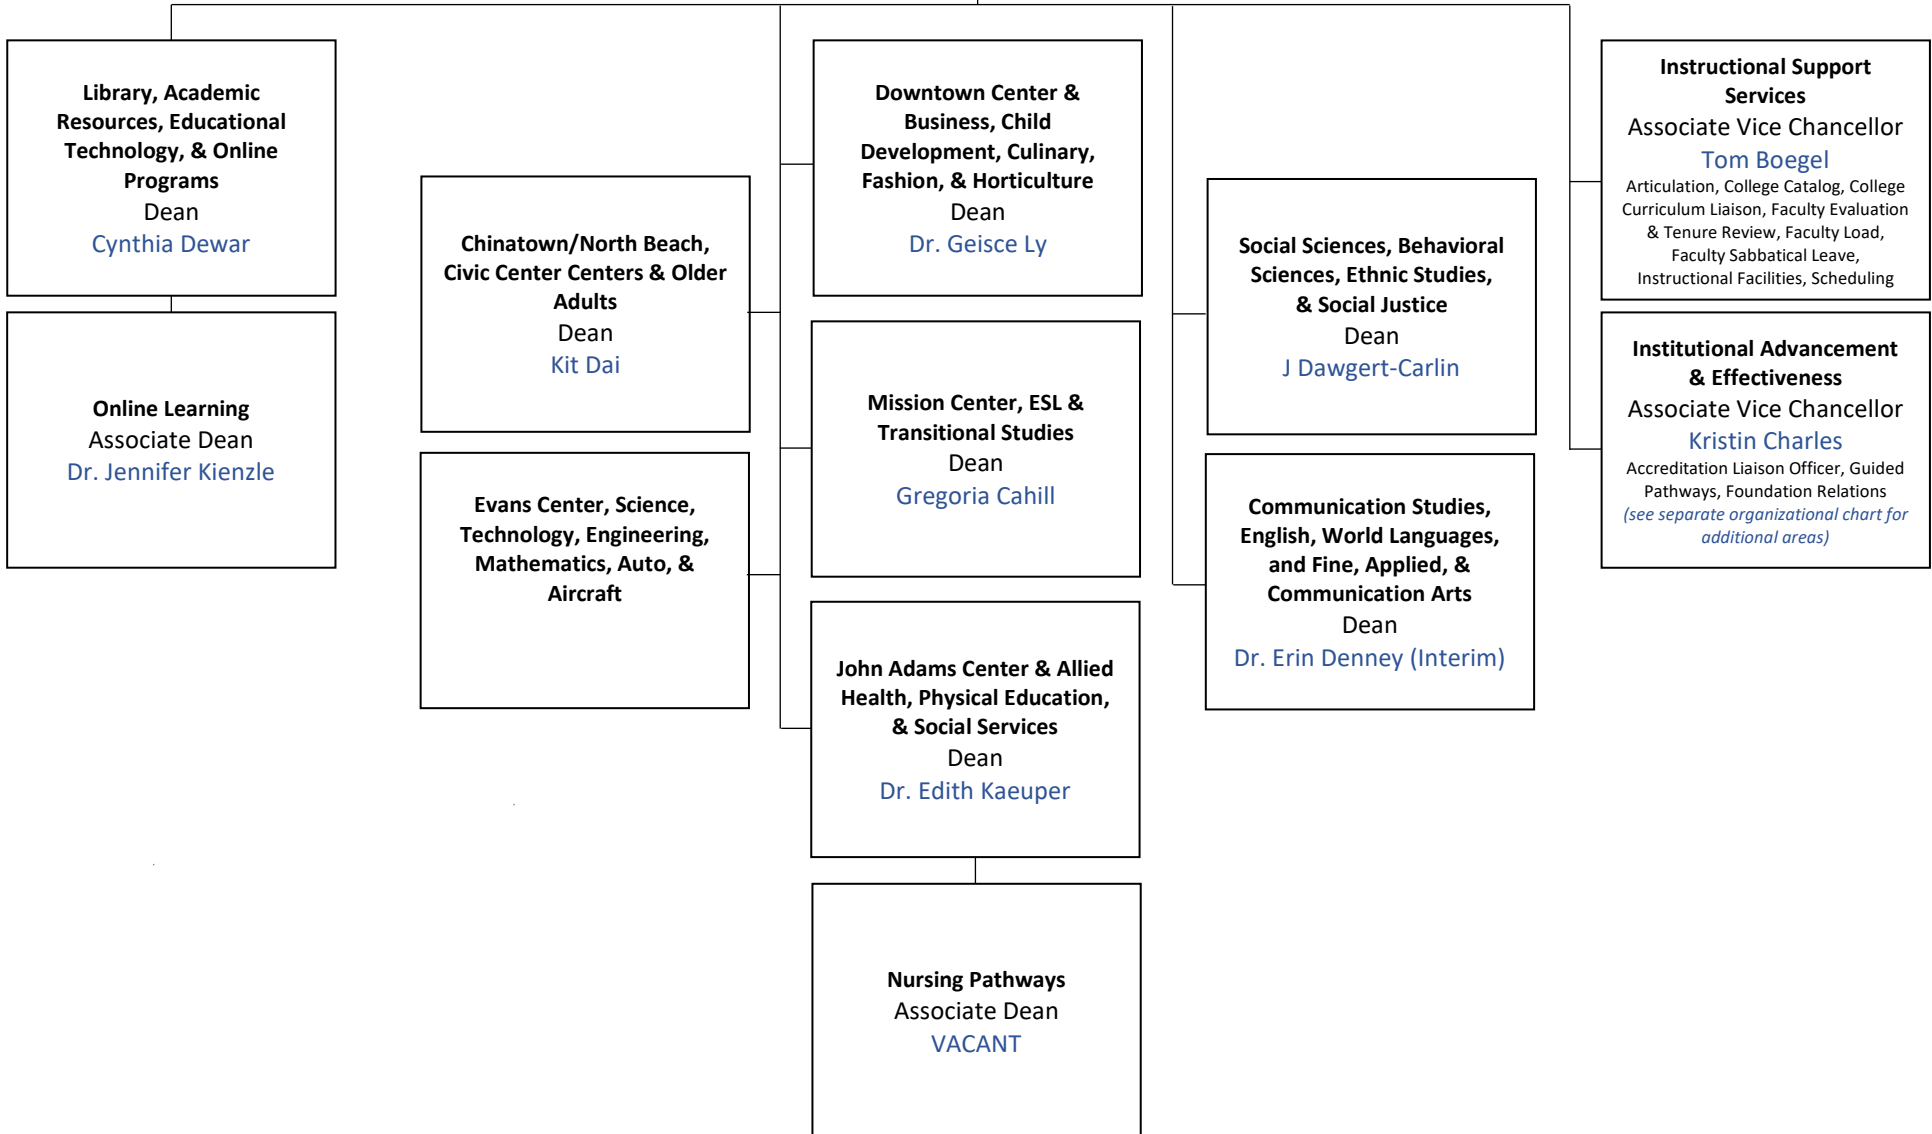 Library, Academic
Resources, Educational
Technology, & Online
Programs
Dean
Cynthia Dewar
Online Learning
Associate Dean
Dr. Jennifer Kienzle
Chinatown/North Beach,
Civic Center Centers & Older
Adults
Dean
Kit Dai
Evans Center, Science,
Technology, Engineering,
Mathematics, Auto, &
Aircraft
Downtown Center &
Business, Child
Development, Culinary,
Fashion, & Horticulture
Dean
Dr. Geisce Ly
Mission Center, ESL &
Transitional Studies
Dean
Gregoria Cahill
John Adams Center & Allied
Health, Physical Education,
& Social Services
Dean
Dr. Edith Kaeuper
Nursing Pathways
Associate Dean
VACANT
Social Sciences, Behavioral
Sciences, Ethnic Studies,
& Social Justice
Dean
J Dawgert-Carlin
Communication Studies,
English, World Languages,
and Fine, Applied, &
Communication Arts
Dean
Dr. Erin Denney (Interim)
Instructional Support
Services
Associate Vice Chancellor
Tom Boegel
Articulation, College Catalog, College
Curriculum Liaison, Faculty Evaluation
& Tenure Review, Faculty Load,
Faculty Sabbatical Leave,
Instructional Facilities, Scheduling
Institutional Advancement
& Effectiveness
Associate Vice Chancellor
Kristin Charles
Accreditation Liaison Officer, Guided
Pathways, Foundation Relations
(see separate organizational chart for
additional areas)